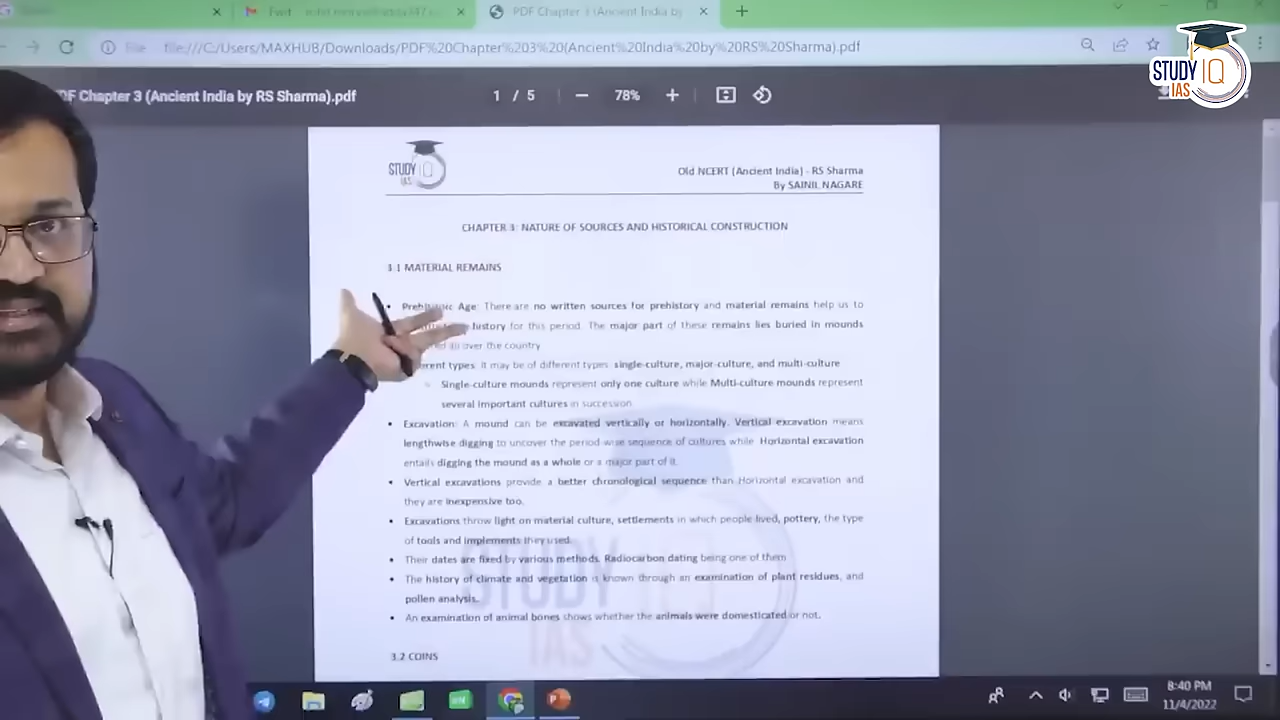 PDF Chapter 3 (Ancient India by
File file:///C:/Users/MAXHUB/Downloads/PDF%20Chapter%203%20(Ancient%20India%20by%20RS%20Sharma).pdf
STUDY IQ
IAS
PDF Chapter 3 (Ancient India by RS Sharma).pdf 1 / 5 78%
STUDY IQ
IAS
Old NCERT (Ancient India) - RS Sharma
By SAINIL NAGARE
CHAPTER 3: NATURE OF SOURCES AND HISTORICAL CONSTRUCTION
3.1 MATERIAL REMAINS
• Prehistoric Age: There are no written sources for prehistory and material remains help us to
history for this period. The major part of these remains lies buried in mounds
all over the country
types: It may be of different types: single-culture, major-culture, and multi-culture
Single-culture mounds represent only one culture while Multi-culture mounds represent
several important cultures in succession.
• Excavation: A mound can be excavated vertically or horizontally. Vertical excavation means
lengthwise digging to uncover the period wise sequence of cultures while Horizontal excavation
entails digging the mound as a whole or a major part of it.
• Vertical excavations provide a better chronological sequence than Horizontal excavation and
they are inexpensive too.
• Excavations throw light on material culture, settlements in which people lived, pottery, the type
of tools and implements they used.
• Their dates are fixed by various methods. Radiocarbon dating being one of them
• The history of climate and vegetation is known through an examination of plant residues, and
pollen analysis.
• An examination of animal bones shows whether the animals were domesticated or not.
STUDY IQ
IAS
3.2 COINS
8:40 PM
11/4/2022